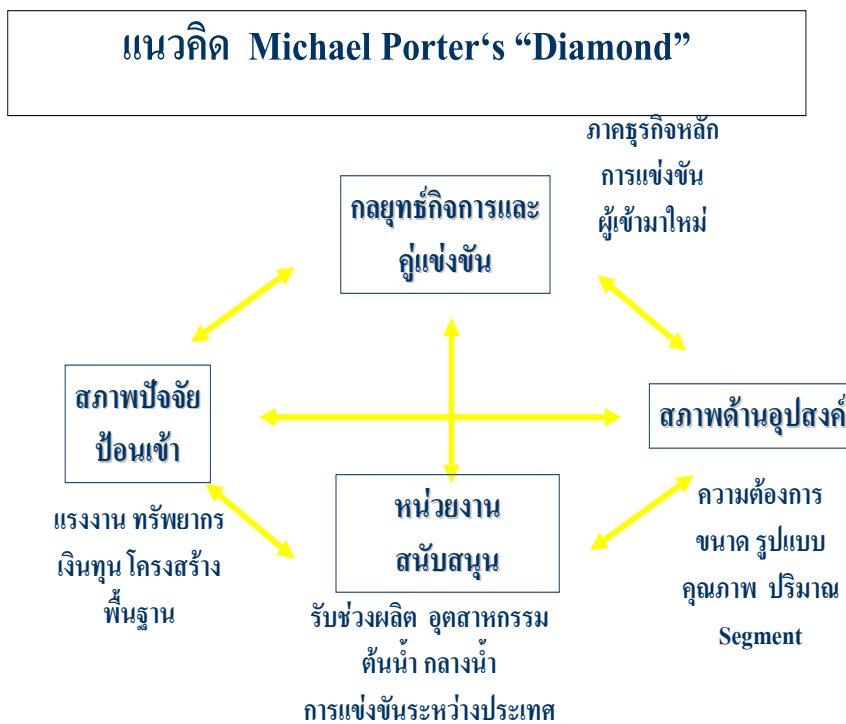 แนวคิด Michael Porter‘s “Diamond”
ภาคธุรกิจหลัก
การแข่งขัน
ผู้เข้ามาใหม่
กลยุทธ์กิจการและ
คู่แข่งขัน
สภาพปัจจัย
ป้อนเข้า
แรงงาน ทรัพยากร
เงินทุน โครงสร้าง
พื้นฐาน
สภาพด้านอุปสงค์
ความต้องการ
ขนาด รูปแบบ
คุณภาพ ปริมาณ
Segment
หน่วยงาน
สนับสนุน
รับช่วงผลิต อุตสาหกรรม
ต้นน้ำ กลางน้ำ
การแข่งขันระหว่างประเทศ